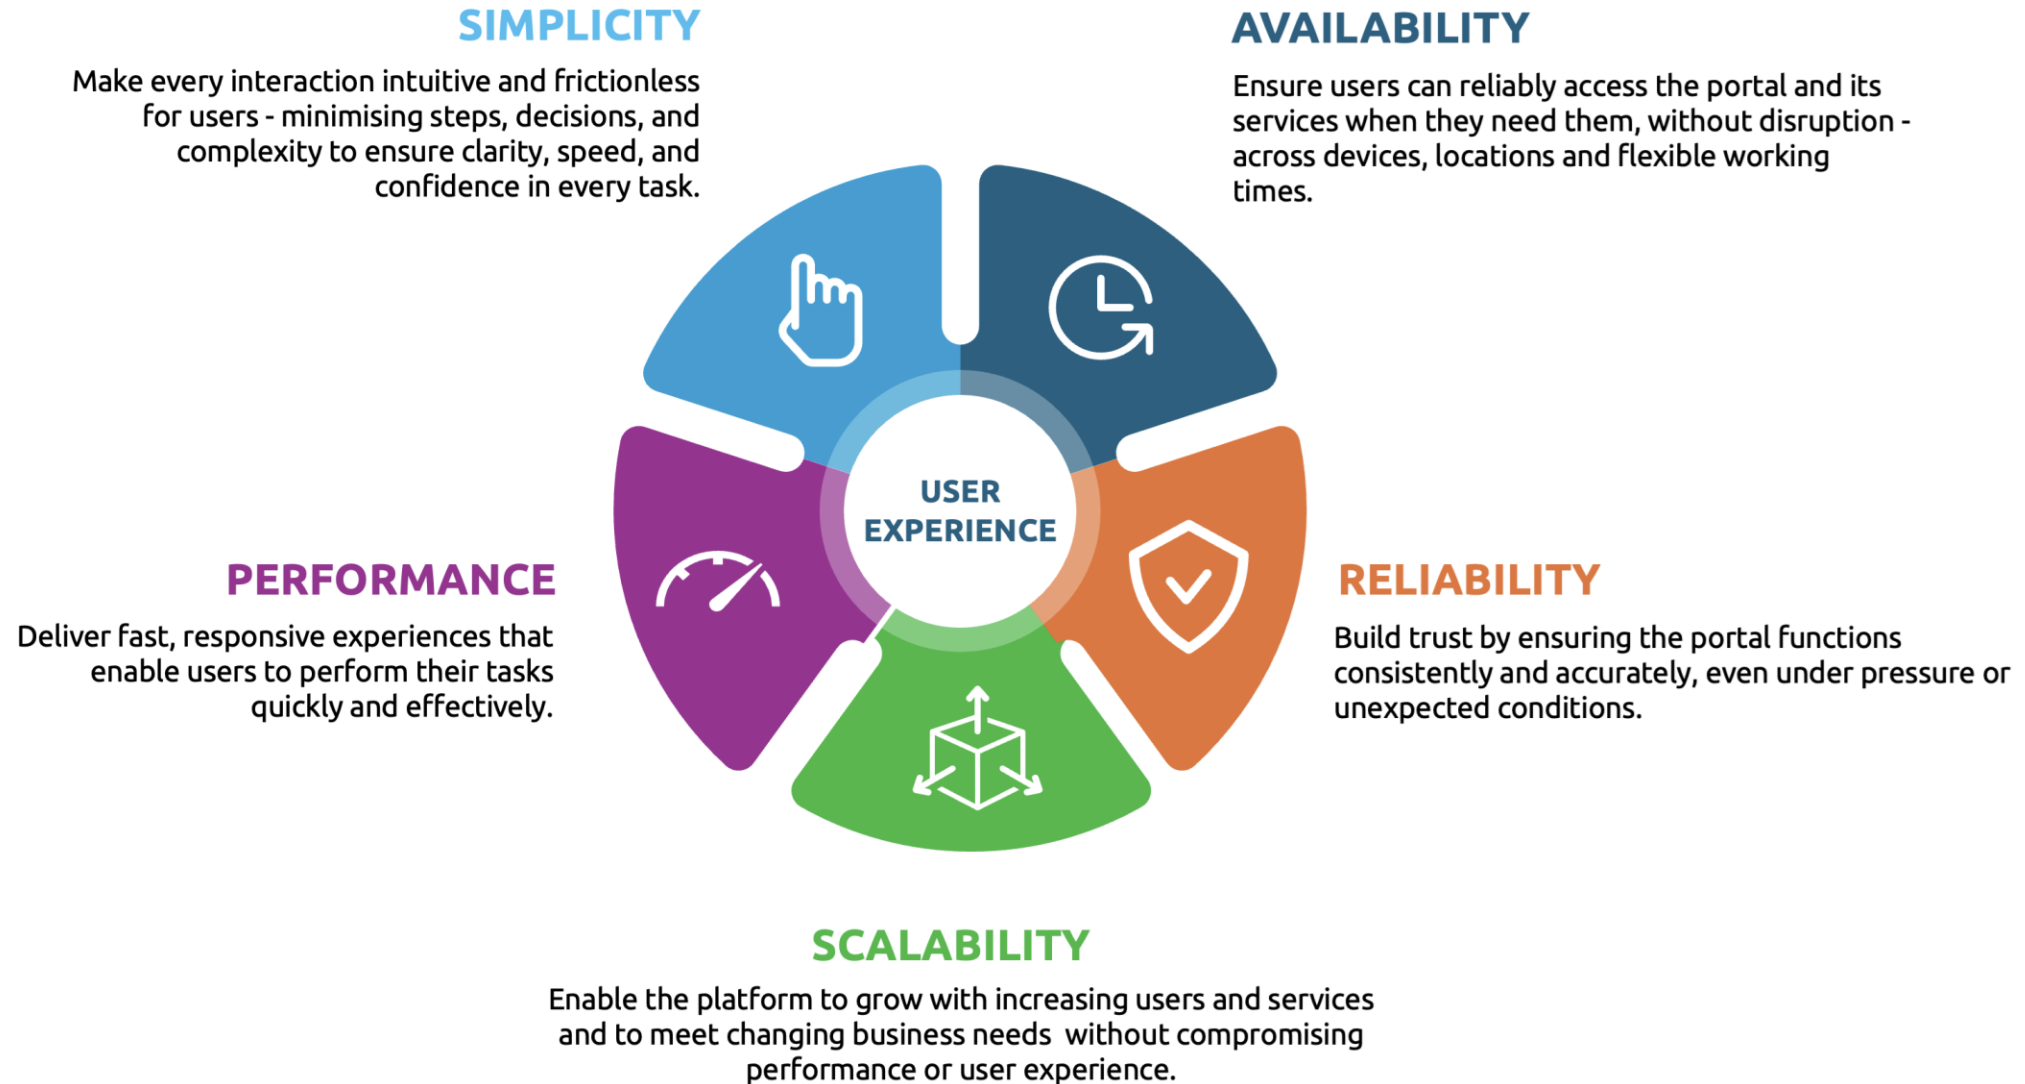 SIMPLICITY
Make every interaction intuitive and frictionless
for users - minimising steps, decisions, and
complexity to ensure clarity, speed, and
confidence in every task.
AVAILABILITY
Ensure users can reliably access the portal and its
services when they need them, without disruption -
across devices, locations and flexible working
times.
USER
EXPERIENCE
PERFORMANCE
Deliver fast, responsive experiences that
enable users to perform their tasks
quickly and effectively.
RELIABILITY
Build trust by ensuring the portal functions
consistently and accurately, even under pressure or
unexpected conditions.
SCALABILITY
Enable the platform to grow with increasing users and services
and to meet changing business needs  without compromising
performance or user experience.